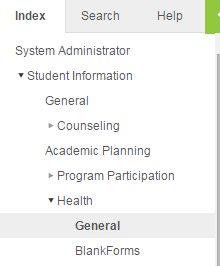 Index Search Help
System Administrator
Student Information
General
Counseling
Academic Planning
Program Participation
Health
General
BlankForms